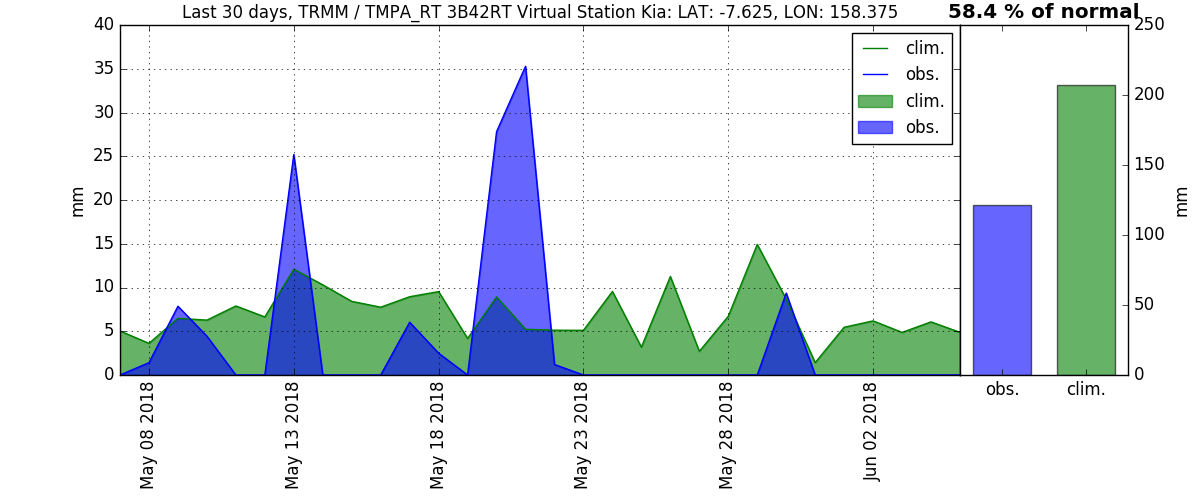 Last 30 days, TRMM / TMPA_RT 3B42RT Virtual Station Kia: LAT: -7.625, LON: 158.375
58.4 % of normal
40
35
30
25
20
15
10
5
0
mm
clim.
obs.
clim.
obs.
May 08 2018
May 13 2018
May 18 2018
May 23 2018
May 28 2018
Jun 02 2018
250
200
150
100
50
0
mm
obs.
clim.